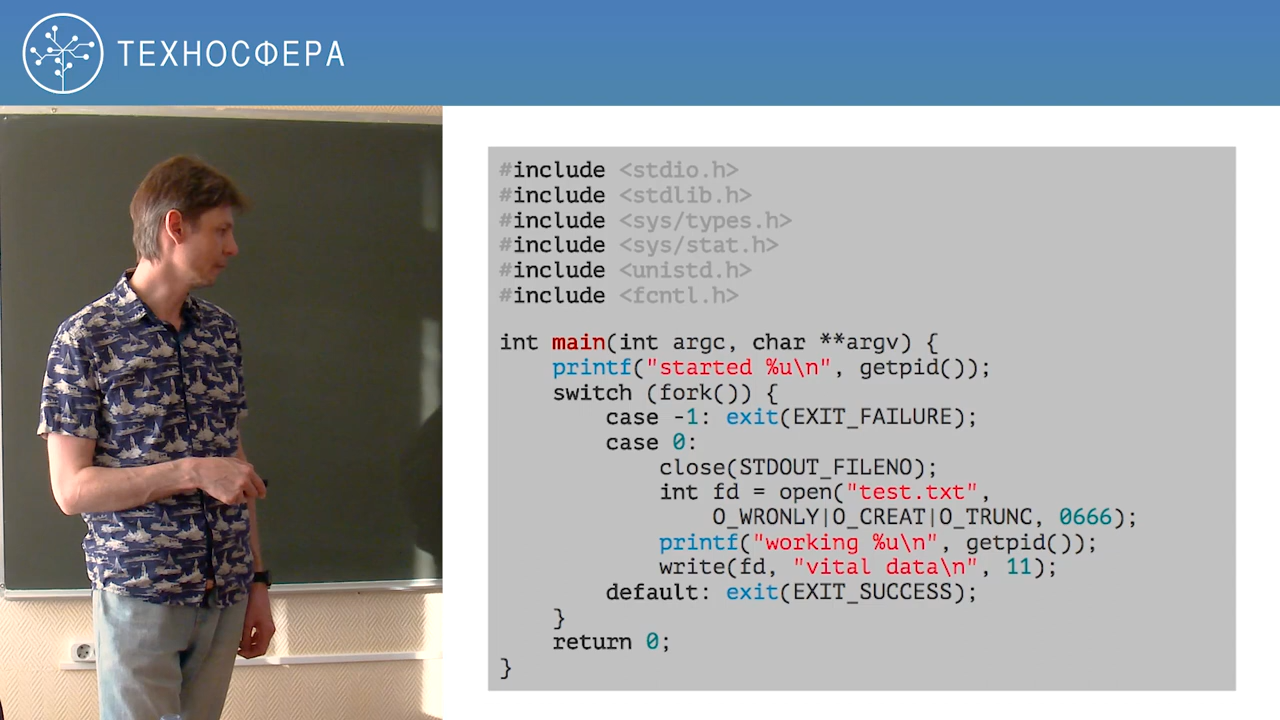 ТЕХНОСФЕРА
#include <stdio.h>
#include <stdlib.h>
#include <sys/types.h>
#include <sys/stat.h>
#include <unistd.h>
#include <fcntl.h>
int main(int argc, char **argv) {
    printf("started %u\n", getpid());
    switch (fork()) {
        case -1: exit(EXIT_FAILURE);
        case 0:
            close(STDOUT_FILENO);
            int fd = open("test.txt",
                O_WRONLY|O_CREAT|O_TRUNC, 0666);
            printf("working %u\n", getpid());
            write(fd, "vital data\n", 11);
        default: exit(EXIT_SUCCESS);
    }
    return 0;
}